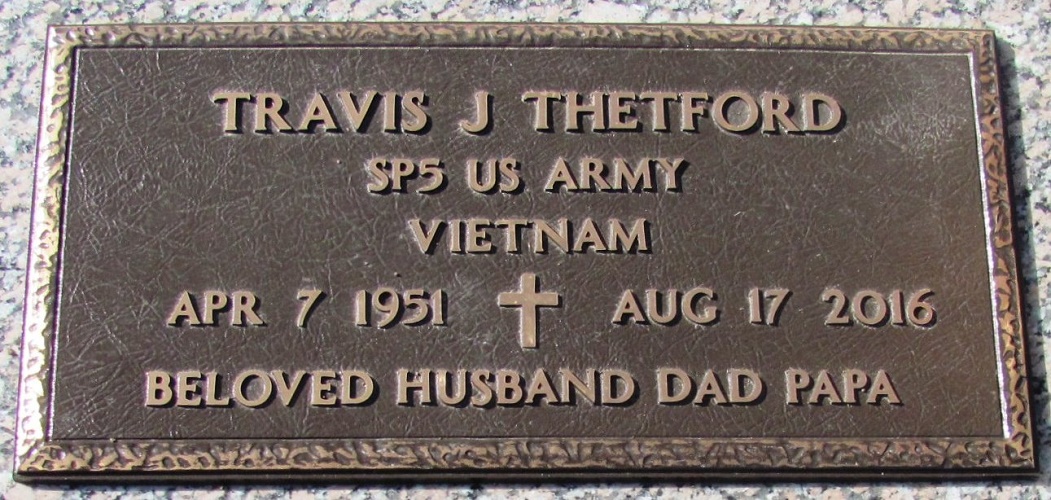 TRAVIS J THETFORD
SP5 US ARMY
VIETNAM
APR 7 1951 AUG 17 2016
BELOVED HUSBAND DAD PAPA